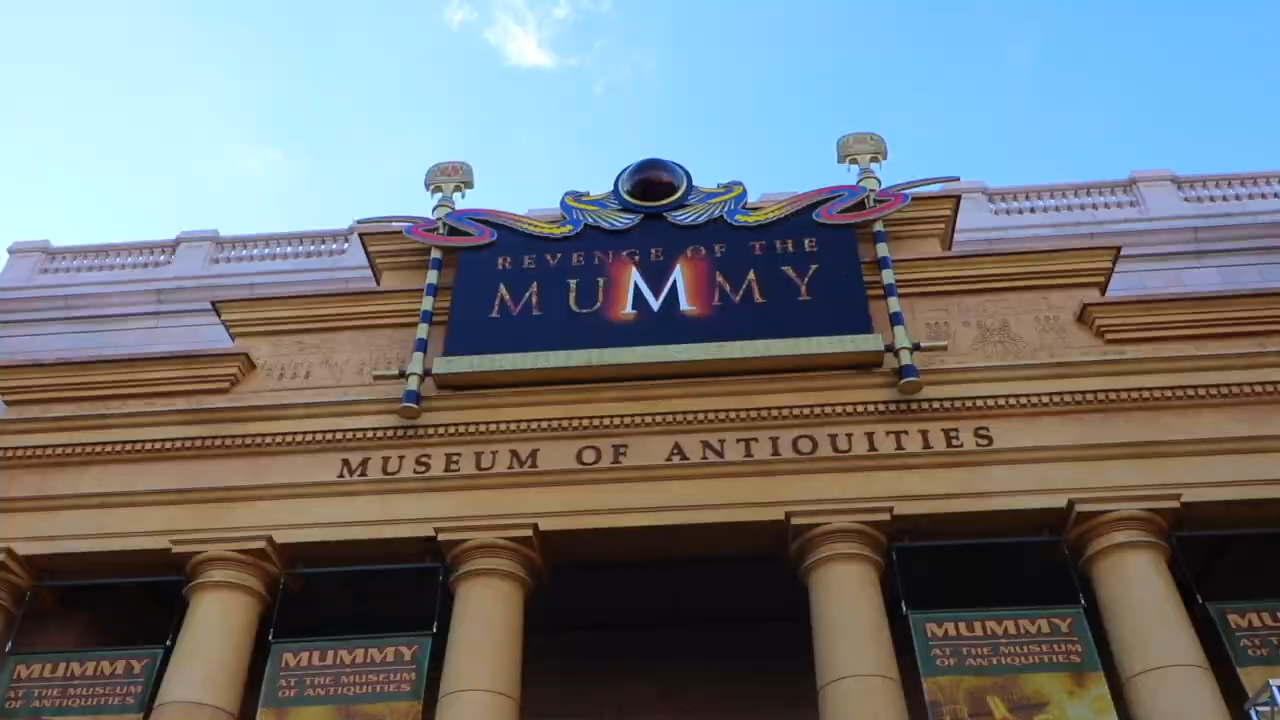 REVENGE OF THE
MUMMY
MUSEUM OF ANTIQUITIES
MUMMY
AT THE MUSEUM
OF ANTIQUITIES
MUMMY
AT THE MUSEUM
OF ANTIQUITIES
MUMMY
AT THE MUSEUM
OF ANTIQUITIES